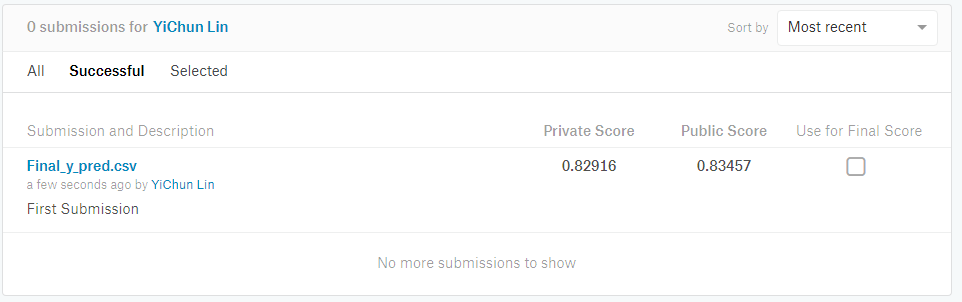 0 submissions for YiChun Lin Sort by Most recent
All Successful Selected
Submission and Description Private Score Public Score Use for Final Score
Final_y_pred.csv 0.82916 0.83457
a few seconds ago by YiChun Lin
First Submission
No more submissions to show